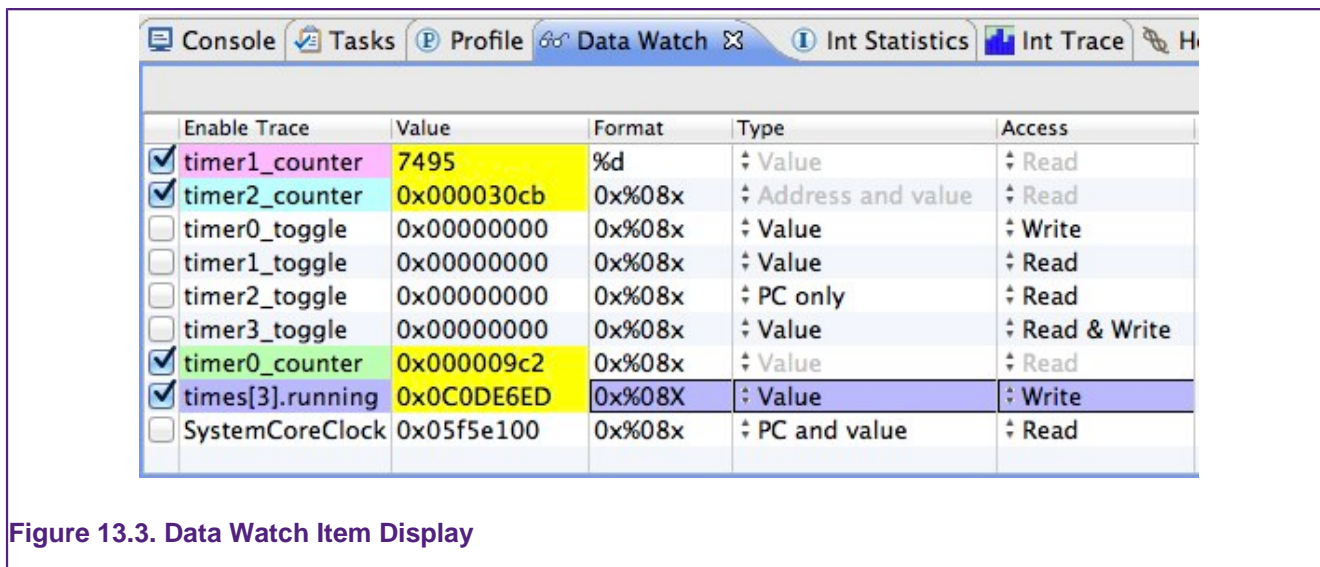 Console Tasks Profile Data Watch Int Statistics Int Trace
Enable Trace Value Format Type Access
timer1_counter 7495 %d Value Read
timer2_counter 0x000030cb 0x%08x Address and value Read
timer0_toggle 0x00000000 0x%08x Value Write
timer1_toggle 0x00000000 0x%08x Value Read
timer2_toggle 0x00000000 0x%08x PC only Read
timer3_toggle 0x00000000 0x%08x Value Read & Write
timer0_counter 0x000009c2 0x%08x Value Read
times[3].running 0x0C0DE6ED 0x%08X Value Write
SystemCoreClock 0x05f5e100 0x%08x PC and value Read
Figure 13.3. Data Watch Item Display